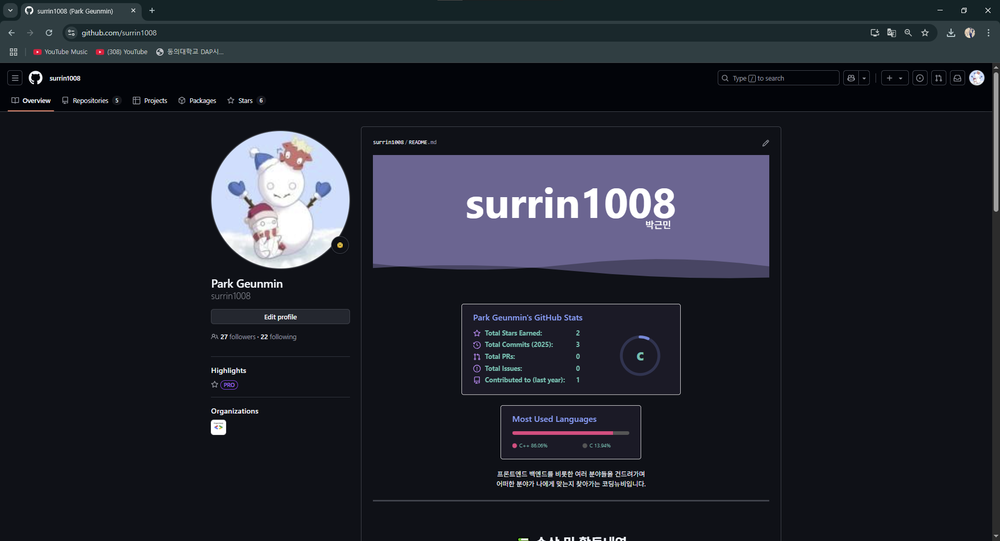 surrin1008 (Park Geunmin)
github.com/surrin1008
YouTube Music
(308) YouTube
동의대학교 DAP시...
surrin1008
Type / to search
Overview
Repositories 5
Projects
Packages
Stars 6
surrin1008/README.md
surrin1008
박근민
Park Geunmin
surrin1008
Edit profile
27 followers · 22 following
Highlights
PRO
Organizations
Park Geunmin's GitHub Stats
Total Stars Earned: 2
Total Commits (2025): 3
Total PRs: 0
Total Issues: 0
Contributed to (last year): 1
C
Most Used Languages
C++ 86.06%
C 13.94%
프론트엔드 백엔드를 비롯한 여러 분야들을 건드려가며
어떠한 분야가 나에게 맞는지 찾아가는 코딩뉴비입니다.